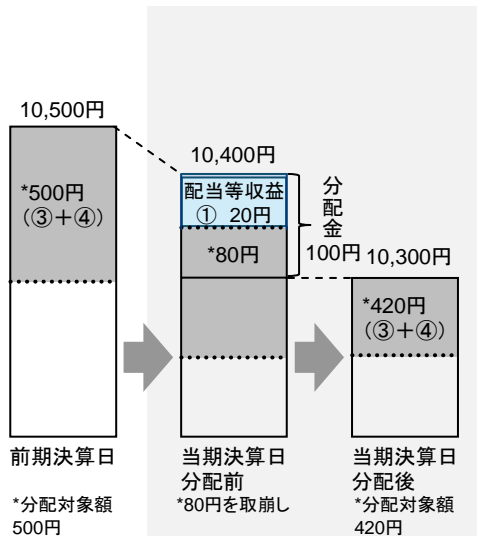 10,500円
*500円
(③+④)
前期決算日
*分配対象額
500円
10,400円
配当等収益
① 20円
*80円
分配金
100円
当期決算日
分配前
*80円を取崩し
10,300円
*420円
(③+④)
当期決算日
分配後
*分配対象額
420円